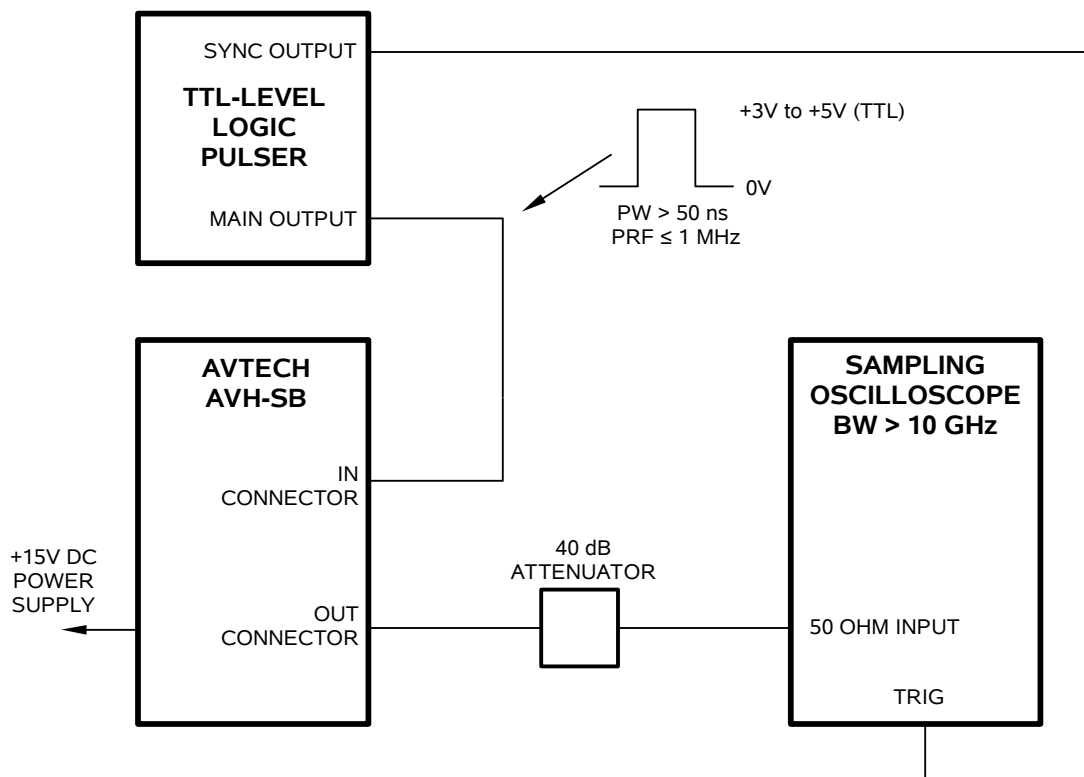 SYNC OUTPUT
TTL-LEVEL
LOGIC
PULSER
MAIN OUTPUT
+3V to +5V (TTL)
0V
PW > 50 ns
PRF ≤ 1 MHz
AVTECH
AVH-SB
IN
CONNECTOR
OUT
CONNECTOR
+15V DC
POWER
SUPPLY
40 dB
ATTENUATOR
SAMPLING
OSCILLOSCOPE
BW > 10 GHz
50 OHM INPUT
TRIG